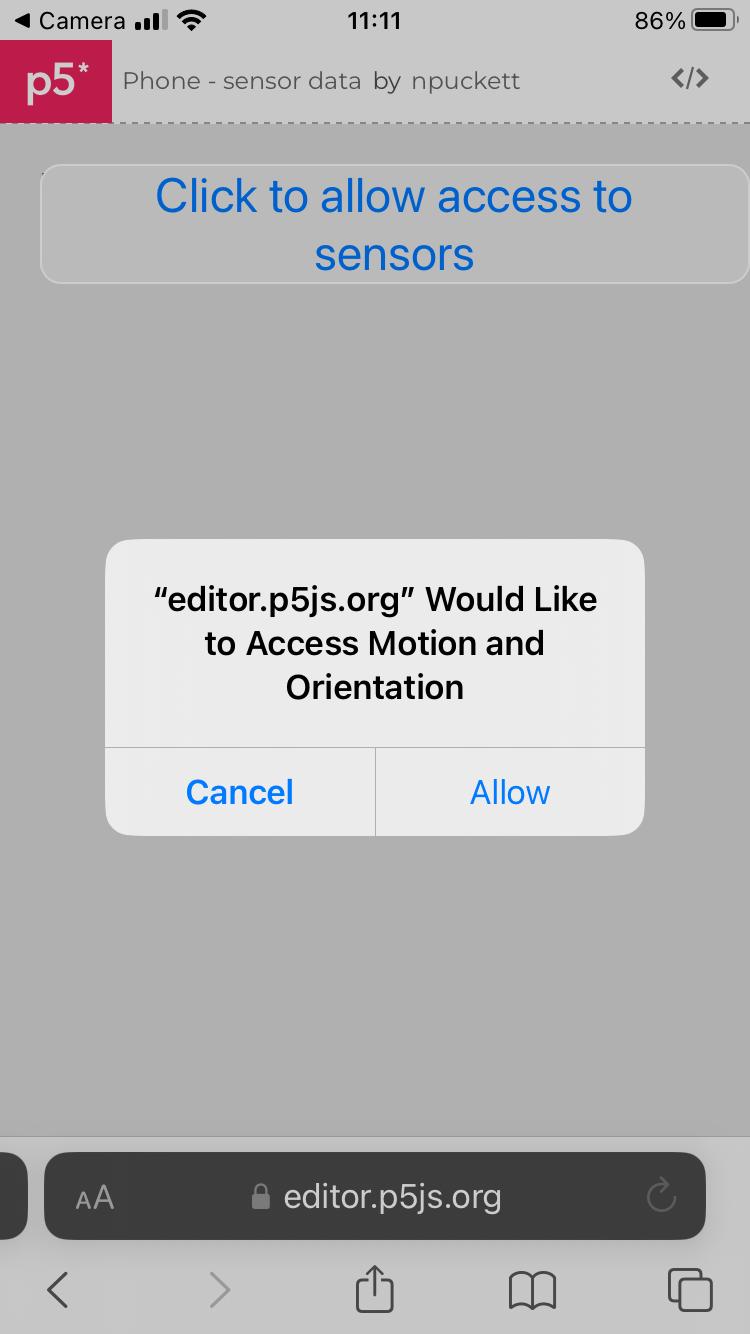 Camera 11:11 86%
p5* Phone - sensor data by npuckett </>
Click to allow access to
sensors
“editor.p5js.org” Would Like
to Access Motion and
Orientation
Cancel Allow
AA editor.p5js.org